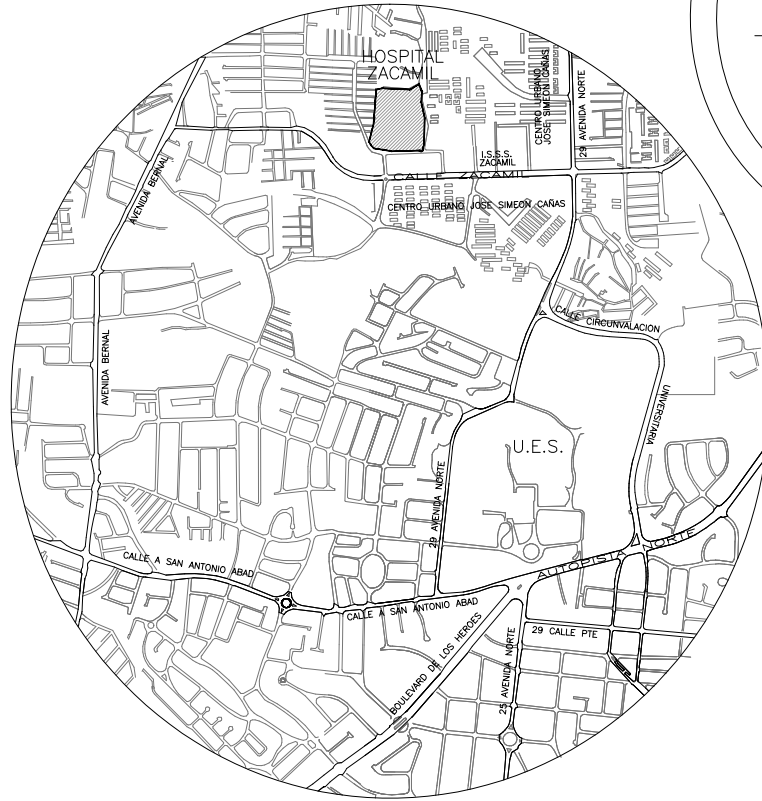 HOSPITAL
ZACAMIL
CENTRO URBANO
JOSE SIMEON CAÑAS
29 AVENIDA NORTE
I.S.S.S.
ZACAMIL
CALLE ZACAMIL
AVENIDA BERNAL
CENTRO URBANO JOSE SIMEON CAÑAS
CALLE CIRCUNVALACION
AVENIDA BERNAL
UNIVERSITARIA
U.E.S.
29 AVENIDA NORTE
AUTOPISTA NORTE
CALLE A SAN ANTONIO ABAD
CALLE A SAN ANTONIO ABAD
29 CALLE PTE
BOULEVARD DE LOS HEROES
25 AVENIDA NORTE